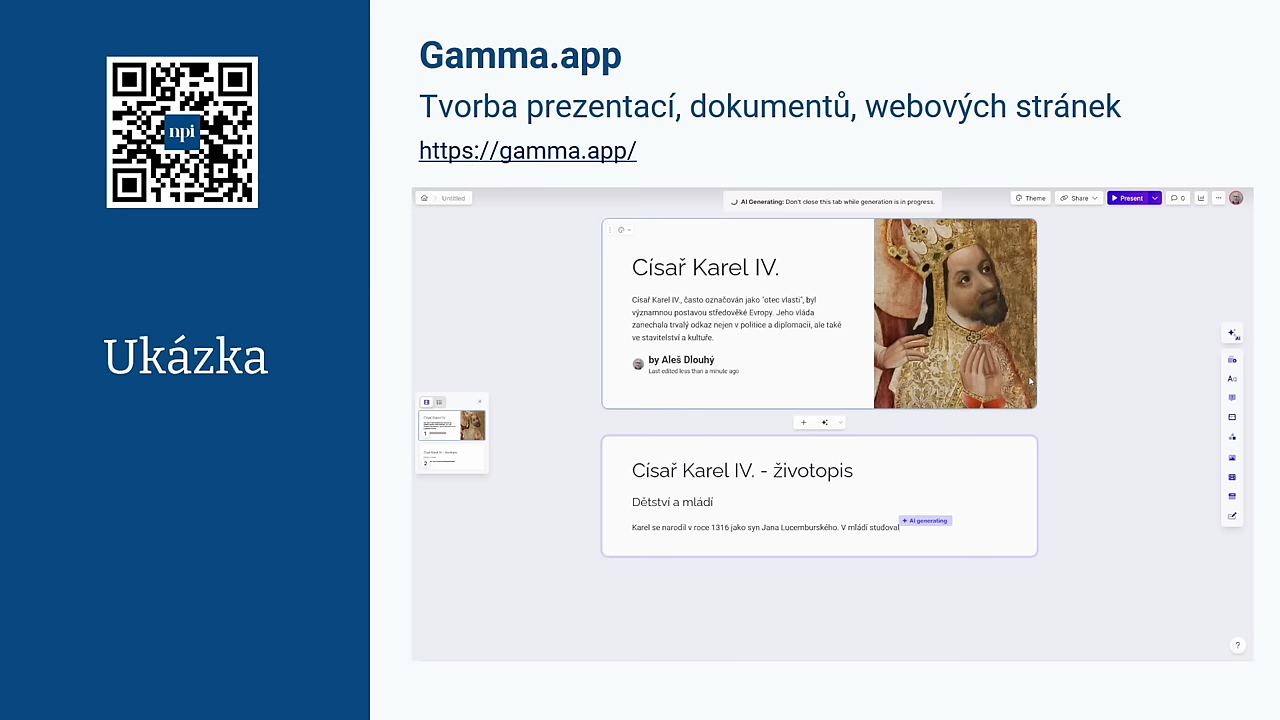 npi
Ukázka
Gamma.app
Tvorba prezentací, dokumentů, webových stránek
https://gamma.app/
Untitled
AI Generating: Don't close this tab while generation is in progress.
Theme
Share
Present
0
Císař Karel IV.
Císař Karel IV., často označován jako "otec vlasti", byl
významnou postavou středověké Evropy. Jeho vláda
zanechala trvalý odkaz nejen v politice a diplomacii, ale také
ve stavitelství a kultuře.
by Aleš Dlouhý
Last edited less than a minute ago
AI
1
2
Císař Karel IV. - životopis
Dětství a mládí
AI generating
Karel se narodil v roce 1316 jako syn Jana Lucemburského. V mládí studoval
?